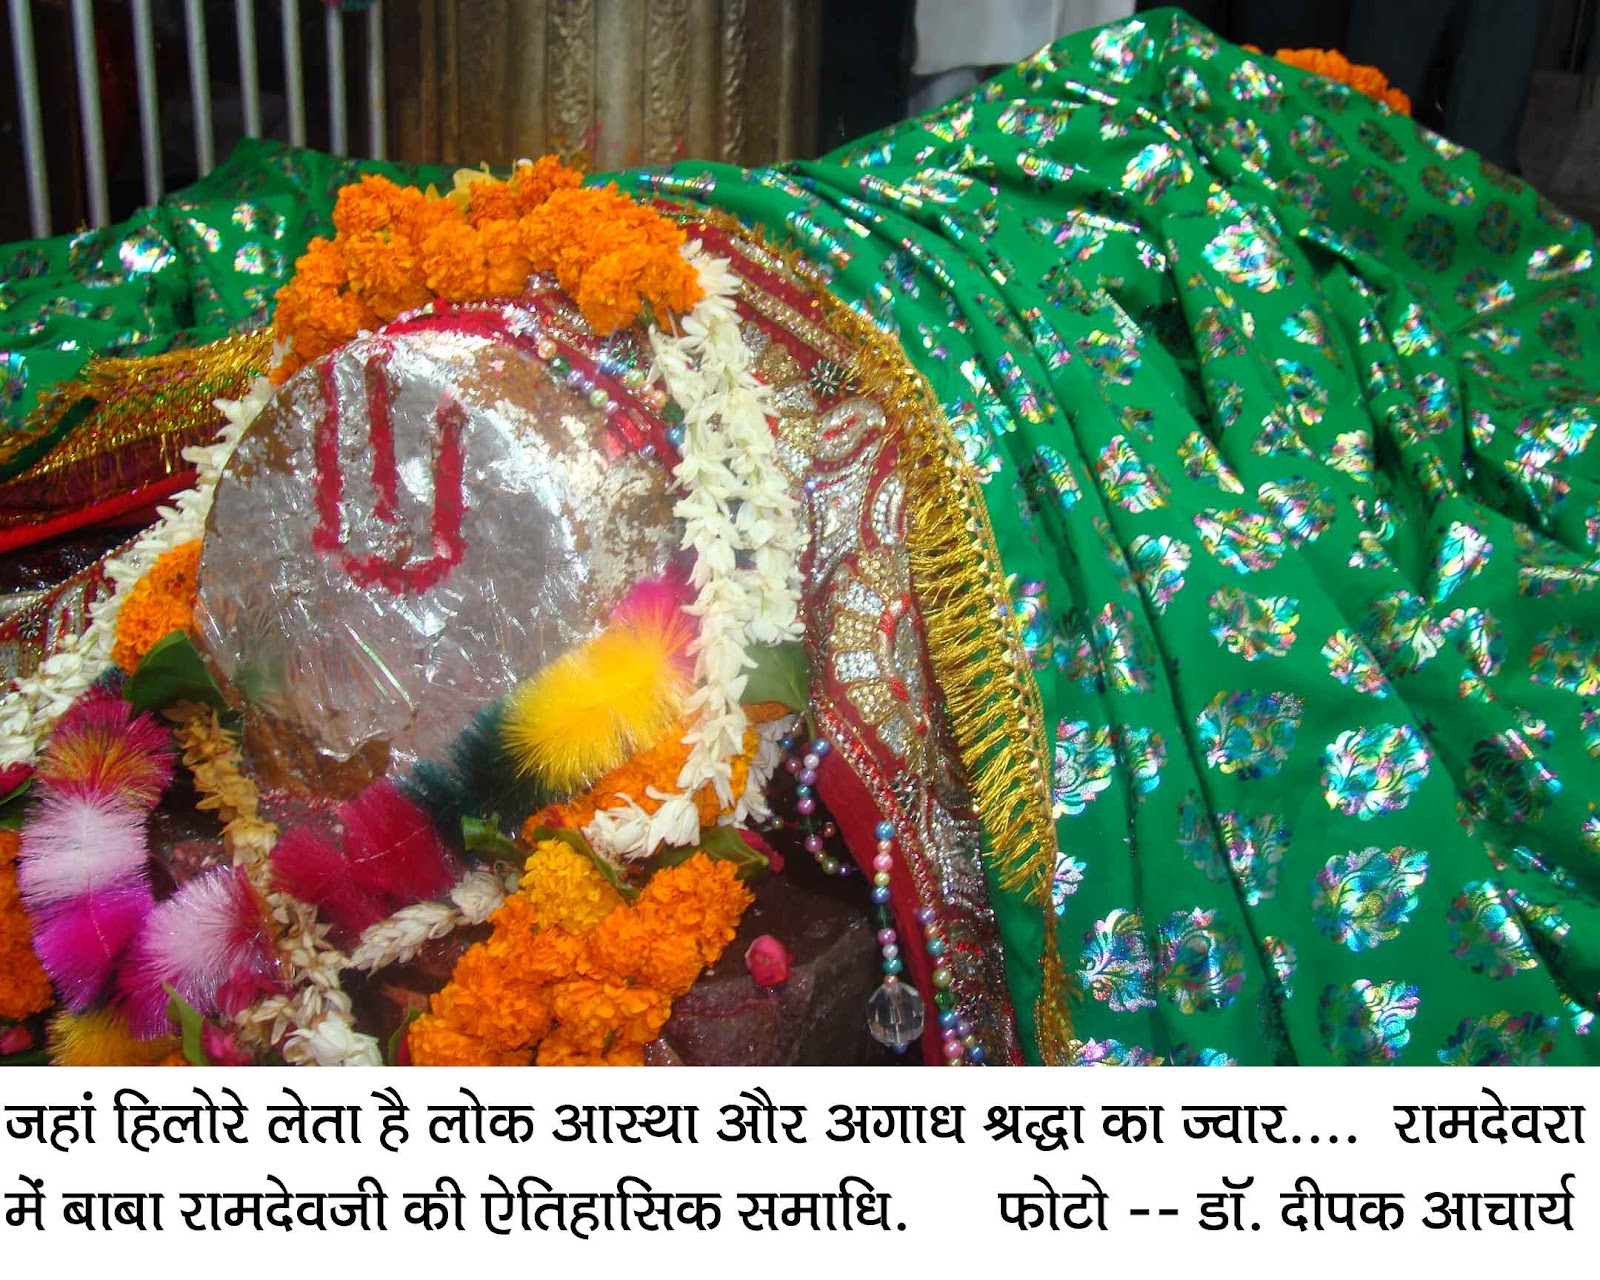 जहां हिलोरे लेता है लोक आस्था और अगाध श्रद्धा का ज्वार.... रामदेवरा
में बाबा रामदेवजी की ऐतिहासिक समाधि. फोटो -- डॉ. दीपक आचार्य